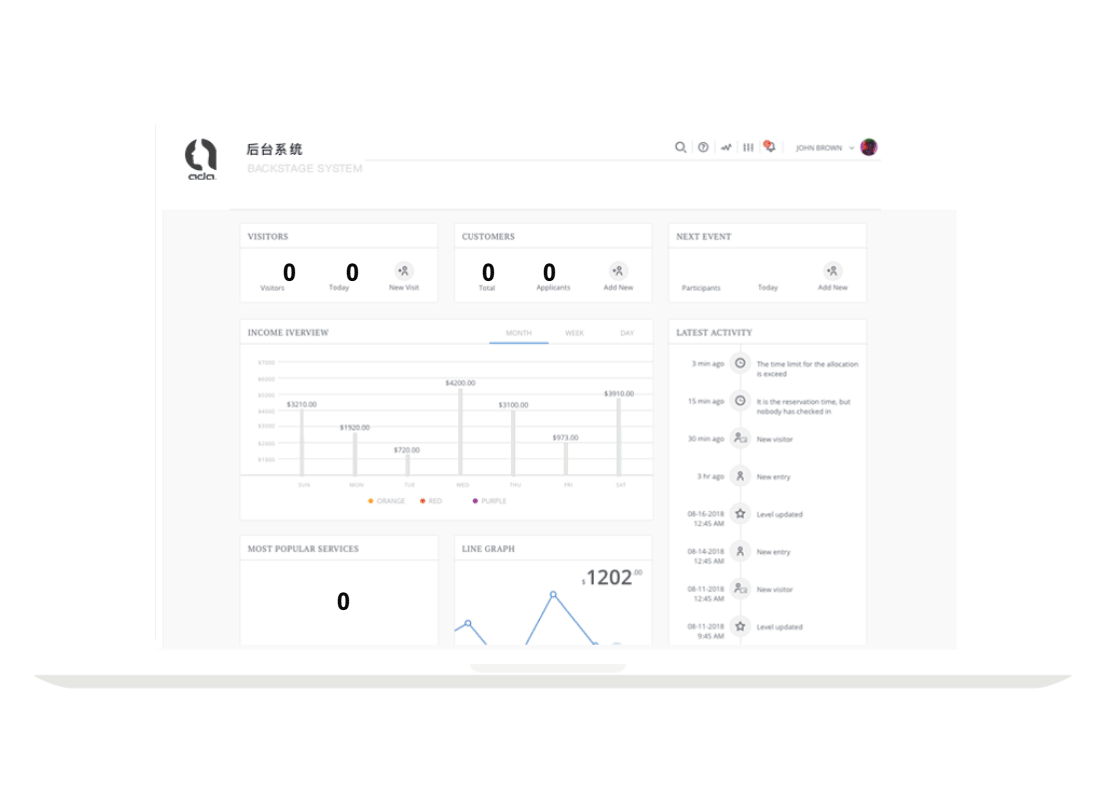 ada.
后台系统
BACKSTAGE SYSTEM
JOHN BROWN
VISITORS
0 0
Visitors Today New Visit
CUSTOMERS
0 0
Total Applicants Add New
NEXT EVENT
Participants Today Add New
INCOME IVERVIEW
MONTH WEEK DAY
$7000
$6000
$5000
$4000
$3000
$2000
$1000
$3210.00
$1920.00
$720.00
$4200.00
$3100.00
$973.00
$3910.00
SUN MON TUE WED THU FRI SAT
ORANGE RED PURPLE
LATEST ACTIVITY
3 min ago The time limit for the allocation
is exceed
15 min ago It is the reservation time, but
nobody has checked in
30 min ago New visitor
3 hr ago New entry
08-16-2018 Level updated
12:45 AM
08-14-2018 New entry
12:45 AM
08-11-2018 New visitor
12:45 AM
08-11-2018 Level updated
9:45 AM
MOST POPULAR SERVICES
0
LINE GRAPH
$1202.00